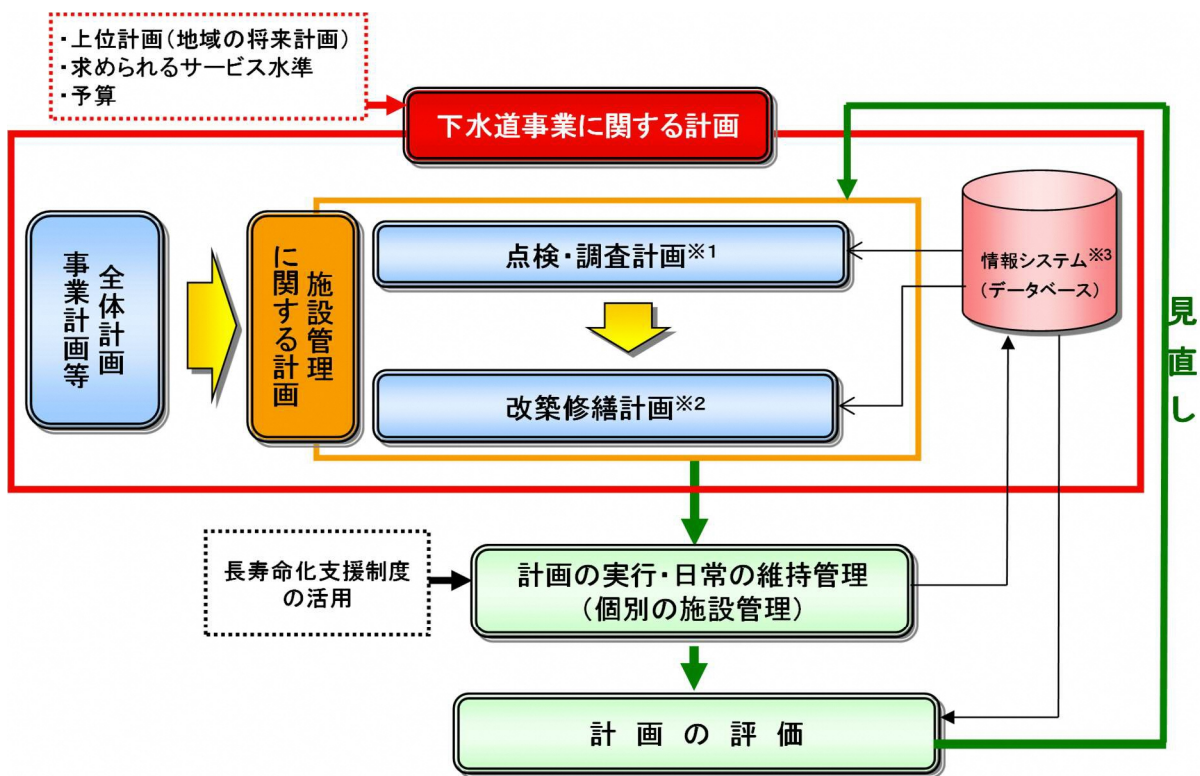 ・上位計画(地域の将来計画)
・求められるサービス水準
・予算
下水道事業に関する計画
全体計画
事業計画等
施設管理
に関する計画
点検・調査計画※1
改築修繕計画※2
情報システム※3
(データベース)
見直し
長寿命化支援制度
の活用
計画の実行・日常の維持管理
(個別の施設管理)
計画の評価